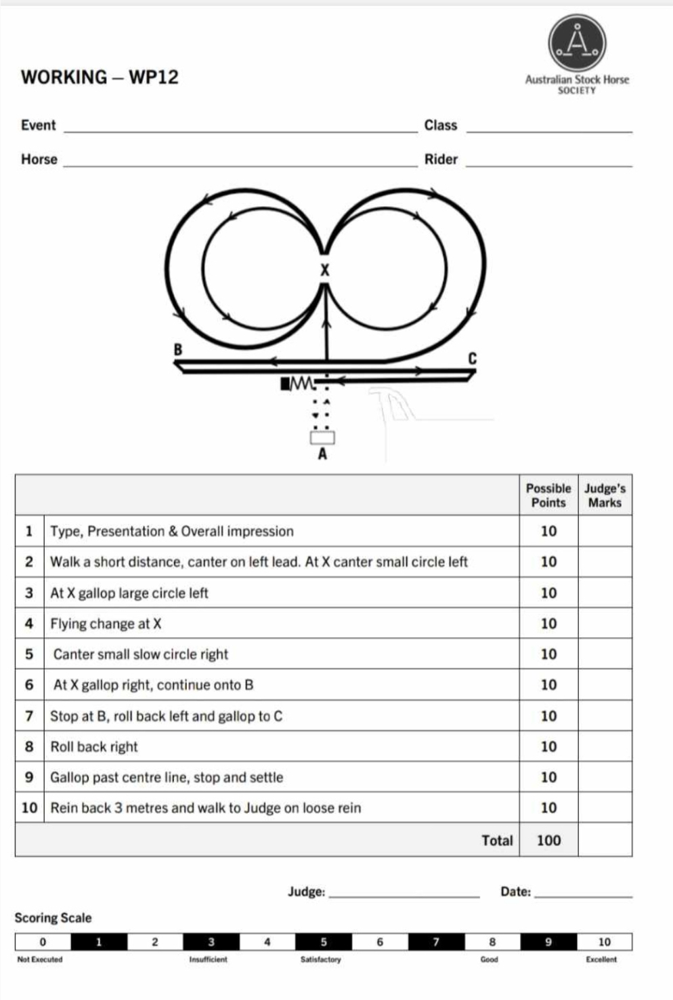 WORKING – WP12
Australian Stock Horse
SOCIETY
Event
Class
Horse
Rider
X
B
C
A
Possible Points
Judge's Marks
1 Type, Presentation & Overall impression 10
2 Walk a short distance, canter on left lead. At X canter small circle left 10
3 At X gallop large circle left 10
4 Flying change at X 10
5 Canter small slow circle right 10
6 At X gallop right, continue onto B 10
7 Stop at B, roll back left and gallop to C 10
8 Roll back right 10
9 Gallop past centre line, stop and settle 10
10 Rein back 3 metres and walk to Judge on loose rein 10
Total 100
Judge: Date:
Scoring Scale
0 1 2 3 4 5 6 7 8 9 10
Not Executed Insufficient Satisfactory Good Excellent